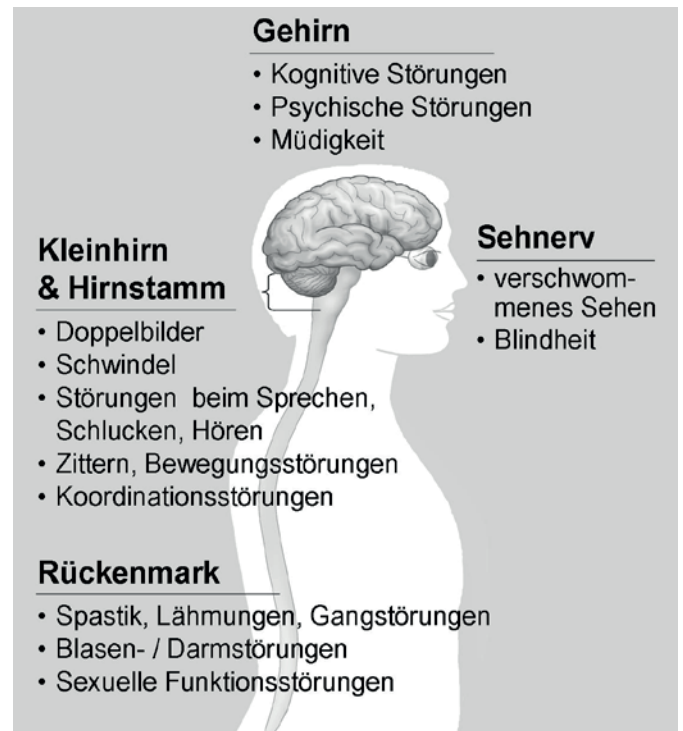 Gehirn
• Kognitive Störungen
• Psychische Störungen
• Müdigkeit
Kleinhirn
& Hirnstamm
• Doppelbilder
• Schwindel
• Störungen beim Sprechen,
Schlucken, Hören
• Zittern, Bewegungsstörungen
• Koordinationsstörungen
Sehnerv
• verschwom-
menes Sehen
• Blindheit
Rückenmark
• Spastik, Lähmungen, Gangstörungen
• Blasen- / Darmstörungen
• Sexuelle Funktionsstörungen